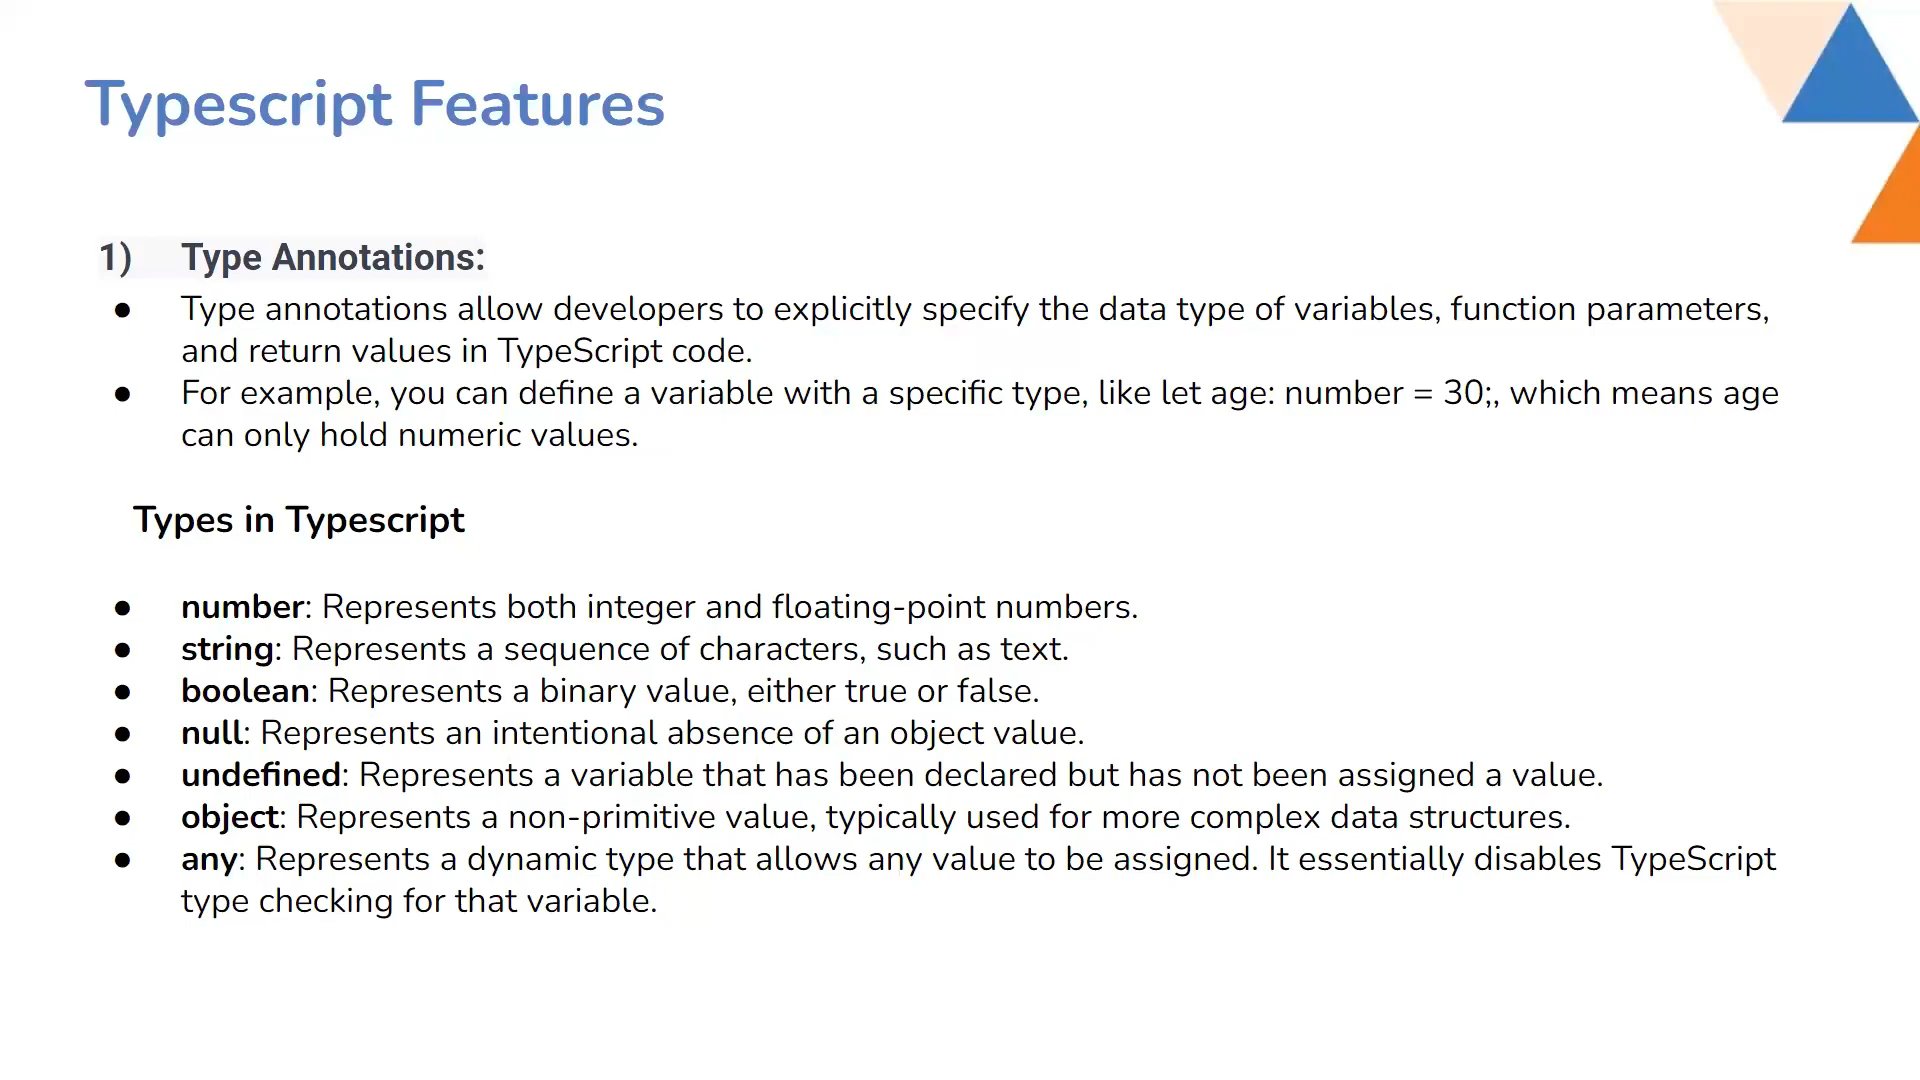 Typescript Features
1) Type Annotations:
● Type annotations allow developers to explicitly specify the data type of variables, function parameters,
and return values in TypeScript code.
● For example, you can define a variable with a specific type, like let age: number = 30;, which means age
can only hold numeric values.
Types in Typescript
● number: Represents both integer and floating-point numbers.
● string: Represents a sequence of characters, such as text.
● boolean: Represents a binary value, either true or false.
● null: Represents an intentional absence of an object value.
● undefined: Represents a variable that has been declared but has not been assigned a value.
● object: Represents a non-primitive value, typically used for more complex data structures.
● any: Represents a dynamic type that allows any value to be assigned. It essentially disables TypeScript
type checking for that variable.